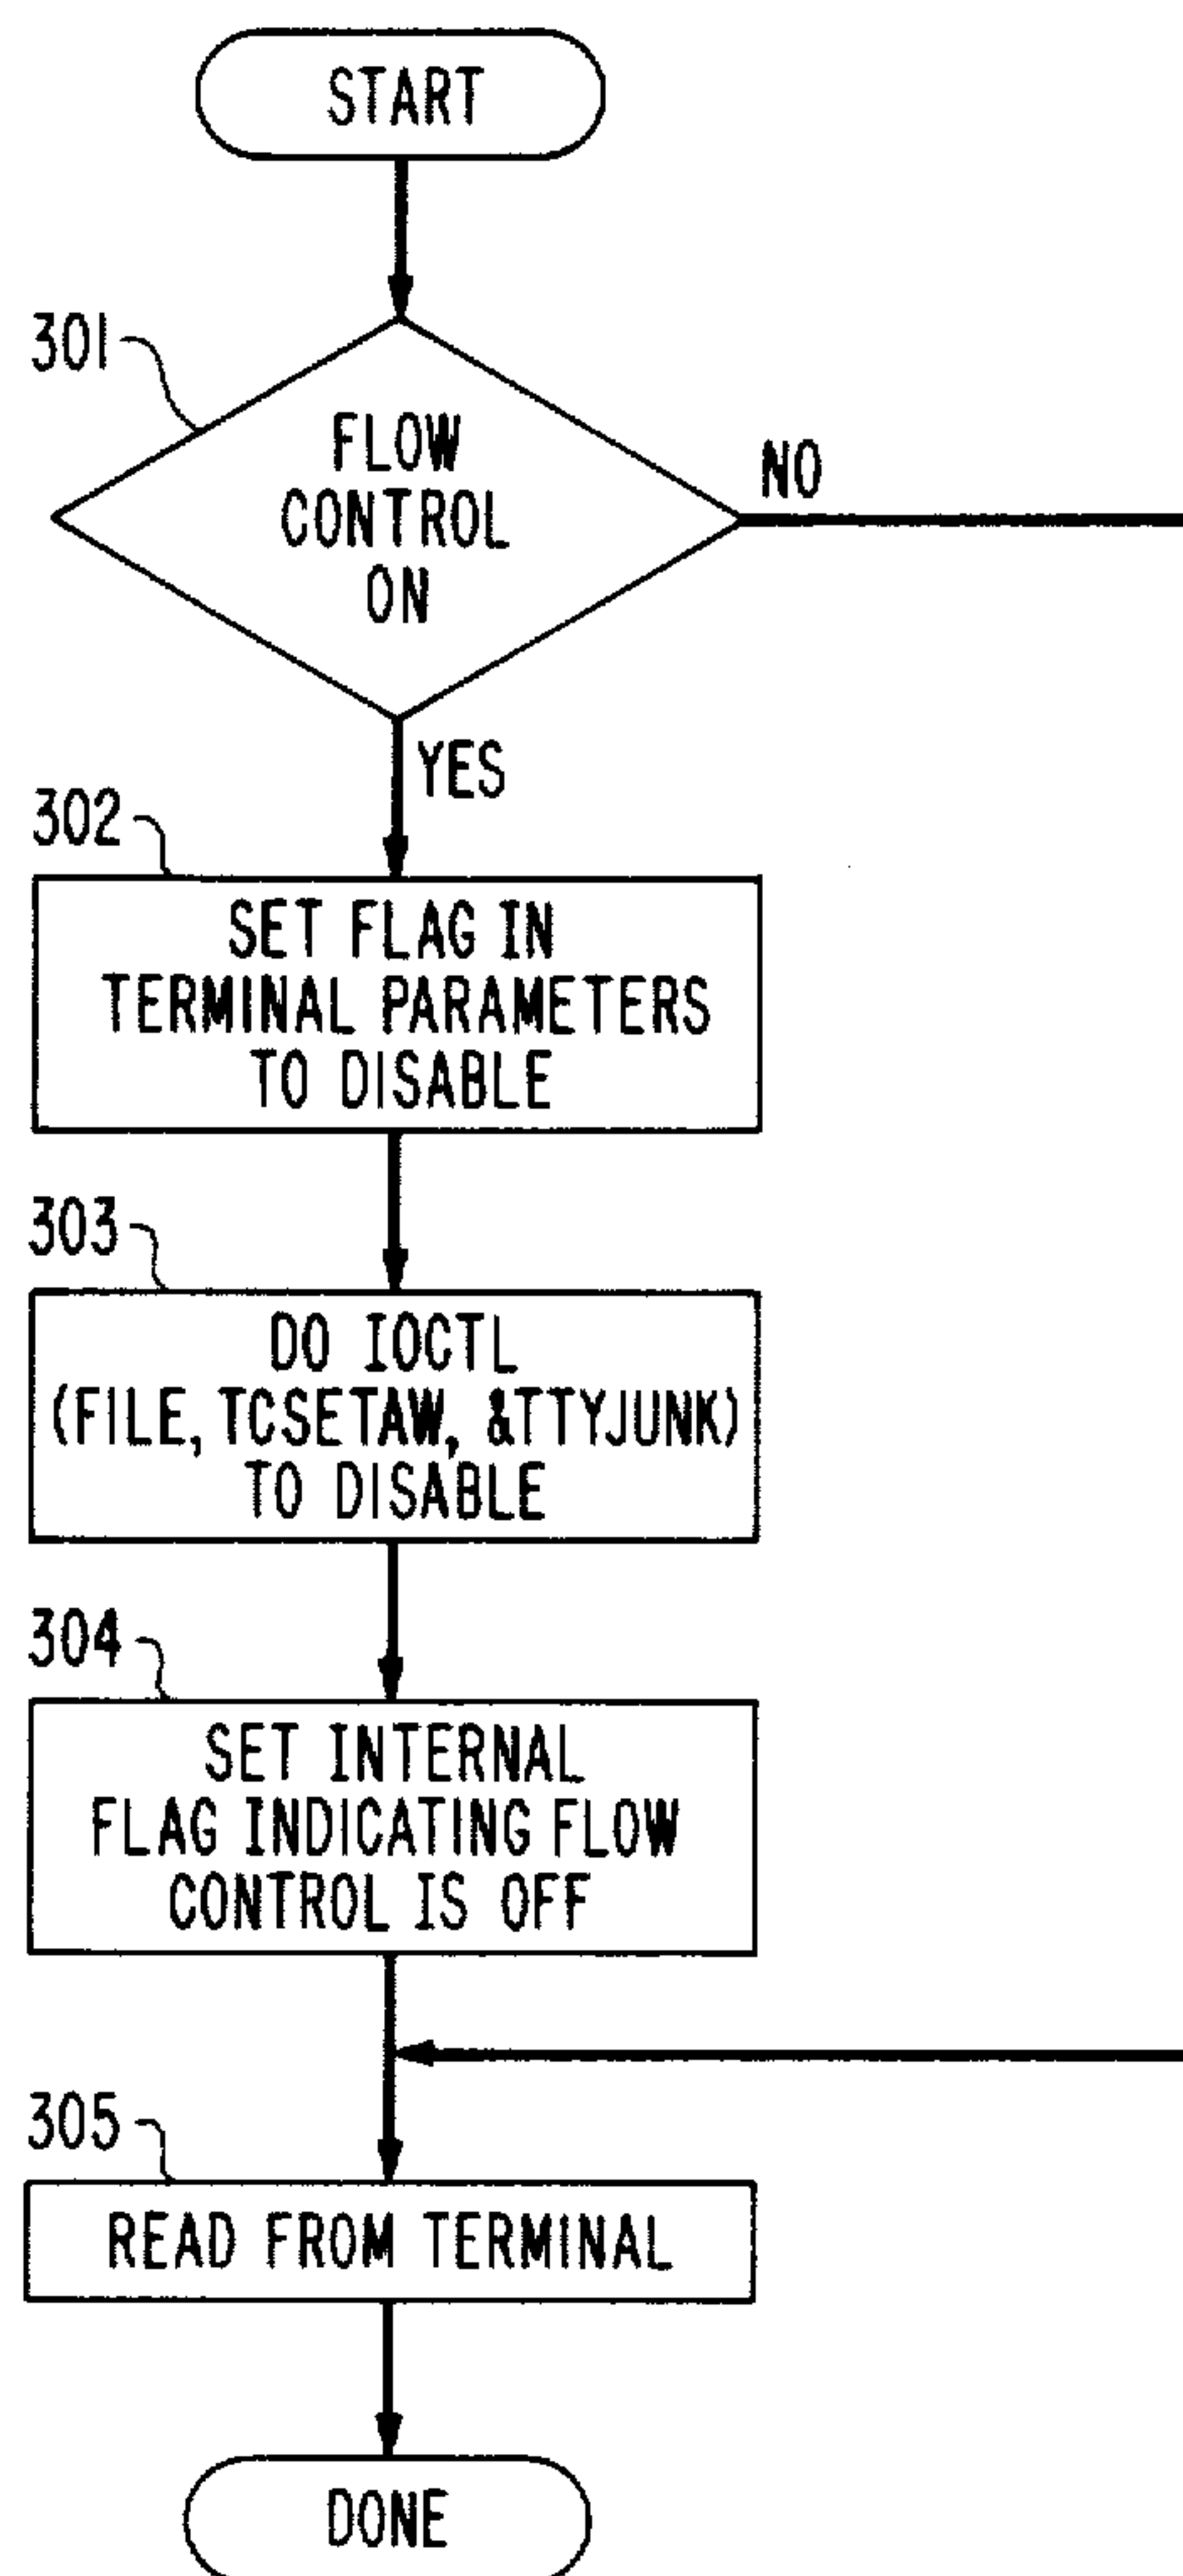 START
301
FLOW
CONTROL
ON
NO
YES
302
SET FLAG IN
TERMINAL PARAMETERS
TO DISABLE
303
DO IOCTL
(FILE, TCSETAW, &TTYJUNK)
TO DISABLE
304
SET INTERNAL
FLAG INDICATING FLOW
CONTROL IS OFF
305
READ FROM TERMINAL
DONE